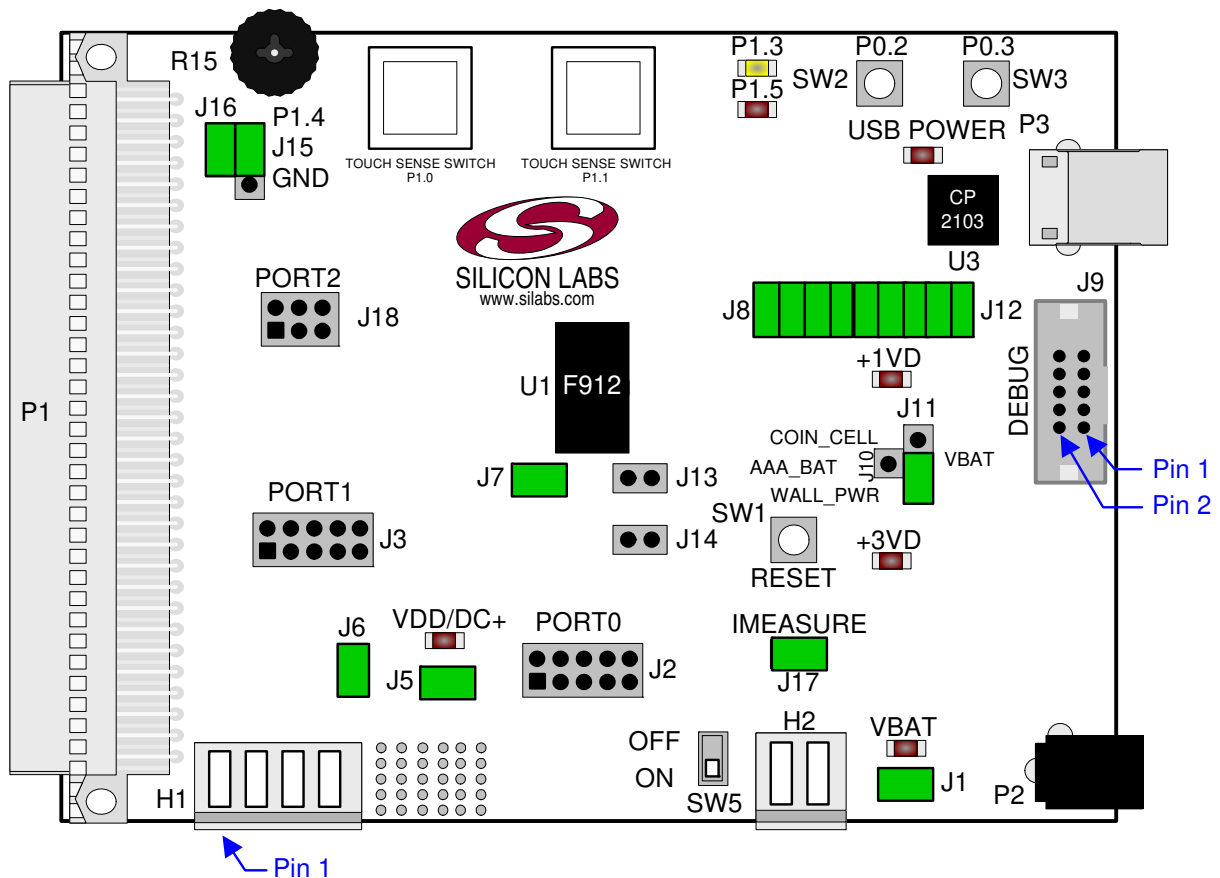 R15
J16
P1.4
J15
GND
TOUCH SENSE SWITCH
P1.0
TOUCH SENSE SWITCH
P1.1
P1.3
P1.5
P0.2
SW2
P0.3
SW3
USB POWER
P3
CP
2103
U3
SILICON LABS
www.silabs.com
PORT2
J18
J8
J12
J9
DEBUG
Pin 1
Pin 2
P1
U1
F912
+1VD
J11
COIN_CELL
J10
AAA_BAT
VBAT
WALL_PWR
J7
J13
J14
SW1
RESET
+3VD
PORT1
J3
J6
VDD/DC+
J5
PORT0
J2
IMEASURE
J17
H2
OFF
ON
SW5
VBAT
J1
P2
H1
Pin 1